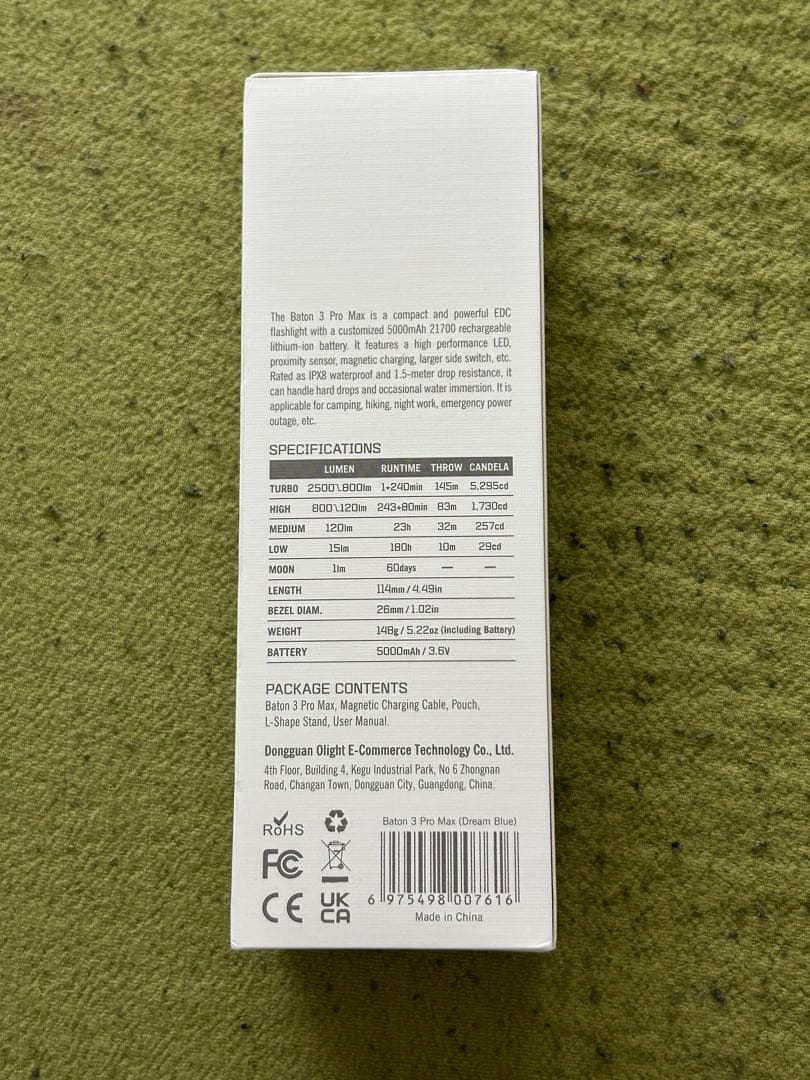 The Baton 3 Pro Max is a compact and powerful EDC
flashlight with a customized 5000mAh 21700 rechargeable
lithium-ion battery. It features a high performance LED,
proximity sensor, magnetic charging, larger side switch, etc.
Rated as IPX8 waterproof and 1.5-meter drop resistance, it
can handle hard drops and occasional water immersion. It is
applicable for camping, hiking, night work, emergency power
outage, etc.
SPECIFICATIONS
LUMEN RUNTIME THROW CANDELA
TURBO 2500\800lm 1+240min 145m 5,295cd
HIGH 800\120lm 243+80min 83m 1,730cd
MEDIUM 120lm 23h 32m 257cd
LOW 15lm 180h 10m 29cd
MOON 1lm 60days — —
LENGTH 114mm / 4.49in
BEZEL DIAM. 26mm / 1.02in
WEIGHT 148g / 5.22oz (Including Battery)
BATTERY 5000mAh / 3.6V
PACKAGE CONTENTS
Baton 3 Pro Max, Magnetic Charging Cable, Pouch,
L-Shape Stand, User Manual.
Dongguan Olight E-Commerce Technology Co., Ltd.
4th Floor, Building 4, Kegu Industrial Park, No 6 Zhongnan
Road, Changan Town, Dongguan City, Guangdong, China.
RoHS
Baton 3 Pro Max (Dream Blue)
FC
CE
UK
CA
6 975498 007616
Made in China